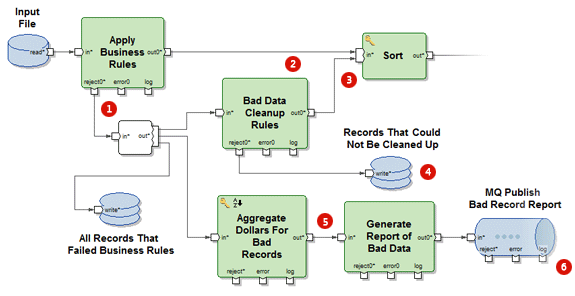 Input
File
read*
in*
Apply
Business
Rules
out0*
reject0*
error0
log
1
2
in*
Sort
out*
3
in*
out*
in*
Bad Data
Cleanup
Rules
out0*
reject0*
error0
log
Records That Could
Not Be Cleaned Up
write*
4
write*
All Records That
Failed Business Rules
in*
A
Z
Aggregate
Dollars For
Bad
Records
out*
reject*
error
log
5
in*
Generate
Report of
Bad Data
out0*
reject0*
error0
log
MQ Publish
Bad Record Report
in*
reject*
error
log
6